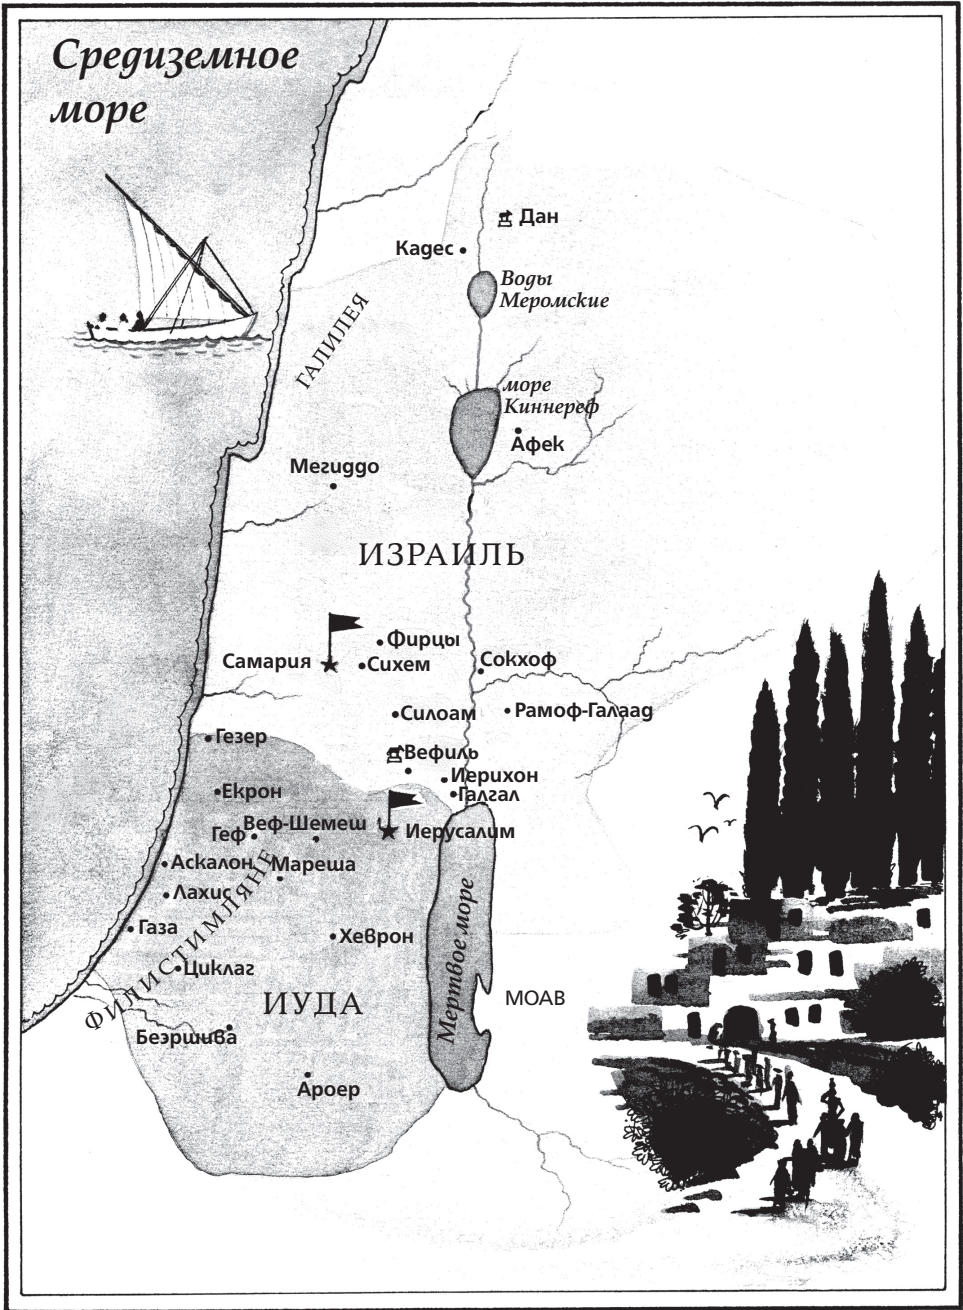 Средиземное
море
Дан
Кадес
Воды
Меромские
ГАЛИЛЕЯ
море
Киннереф
Афек
Мегиддо
ИЗРАИЛЬ
Фирцы
Самария
Сихем
Сокхоф
Силоам
Рамоф-Галаад
Гезер
Вефиль
Иерихон
Екрон
Галгал
Веф-Шемеш
Геф
Иерусалим
Аскалон
Мареша
Лахис
ФИЛИСТИМЛЯНЕ
Газа
Хеврон
Циклаг
Мертвое море
ИУДА
МОАВ
Безршива
Ароер